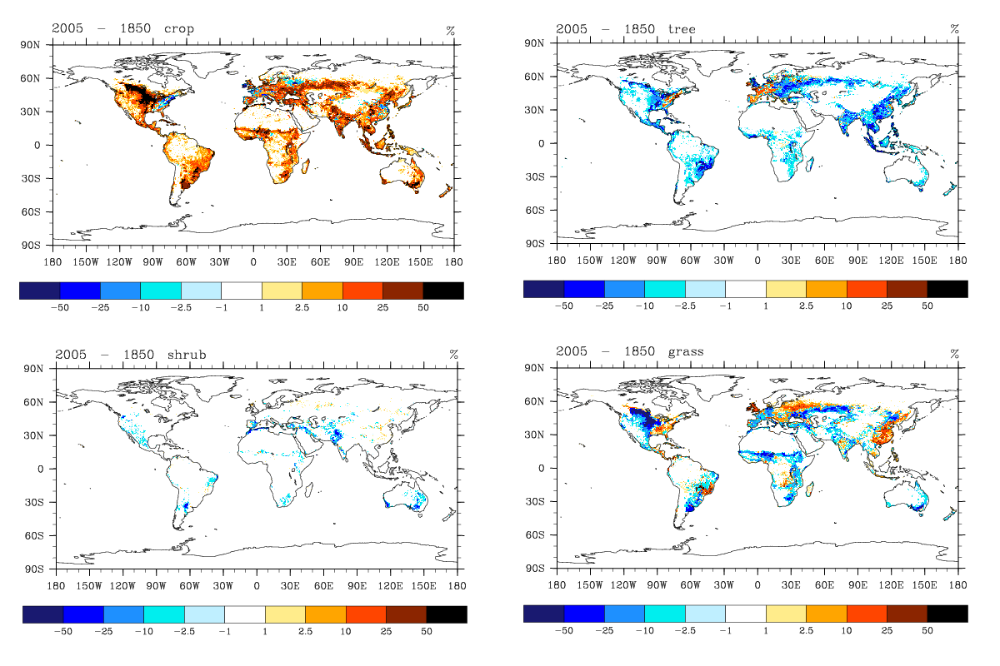 2005 − 1850 crop %
90N
60N
30N
0
30S
60S
90S
180 150W 120W 90W 60W 30W 0 30E 60E 90E 120E 150E 180
−50 −25 −10 −2.5 −1 1 2.5 10 25 50
2005 − 1850 tree %
90N
60N
30N
0
30S
60S
90S
180 150W 120W 90W 60W 30W 0 30E 60E 90E 120E 150E 180
−50 −25 −10 −2.5 −1 1 2.5 10 25 50
2005 − 1850 shrub %
90N
60N
30N
0
30S
60S
90S
180 150W 120W 90W 60W 30W 0 30E 60E 90E 120E 150E 180
−50 −25 −10 −2.5 −1 1 2.5 10 25 50
2005 − 1850 grass %
90N
60N
30N
0
30S
60S
90S
180 150W 120W 90W 60W 30W 0 30E 60E 90E 120E 150E 180
−50 −25 −10 −2.5 −1 1 2.5 10 25 50